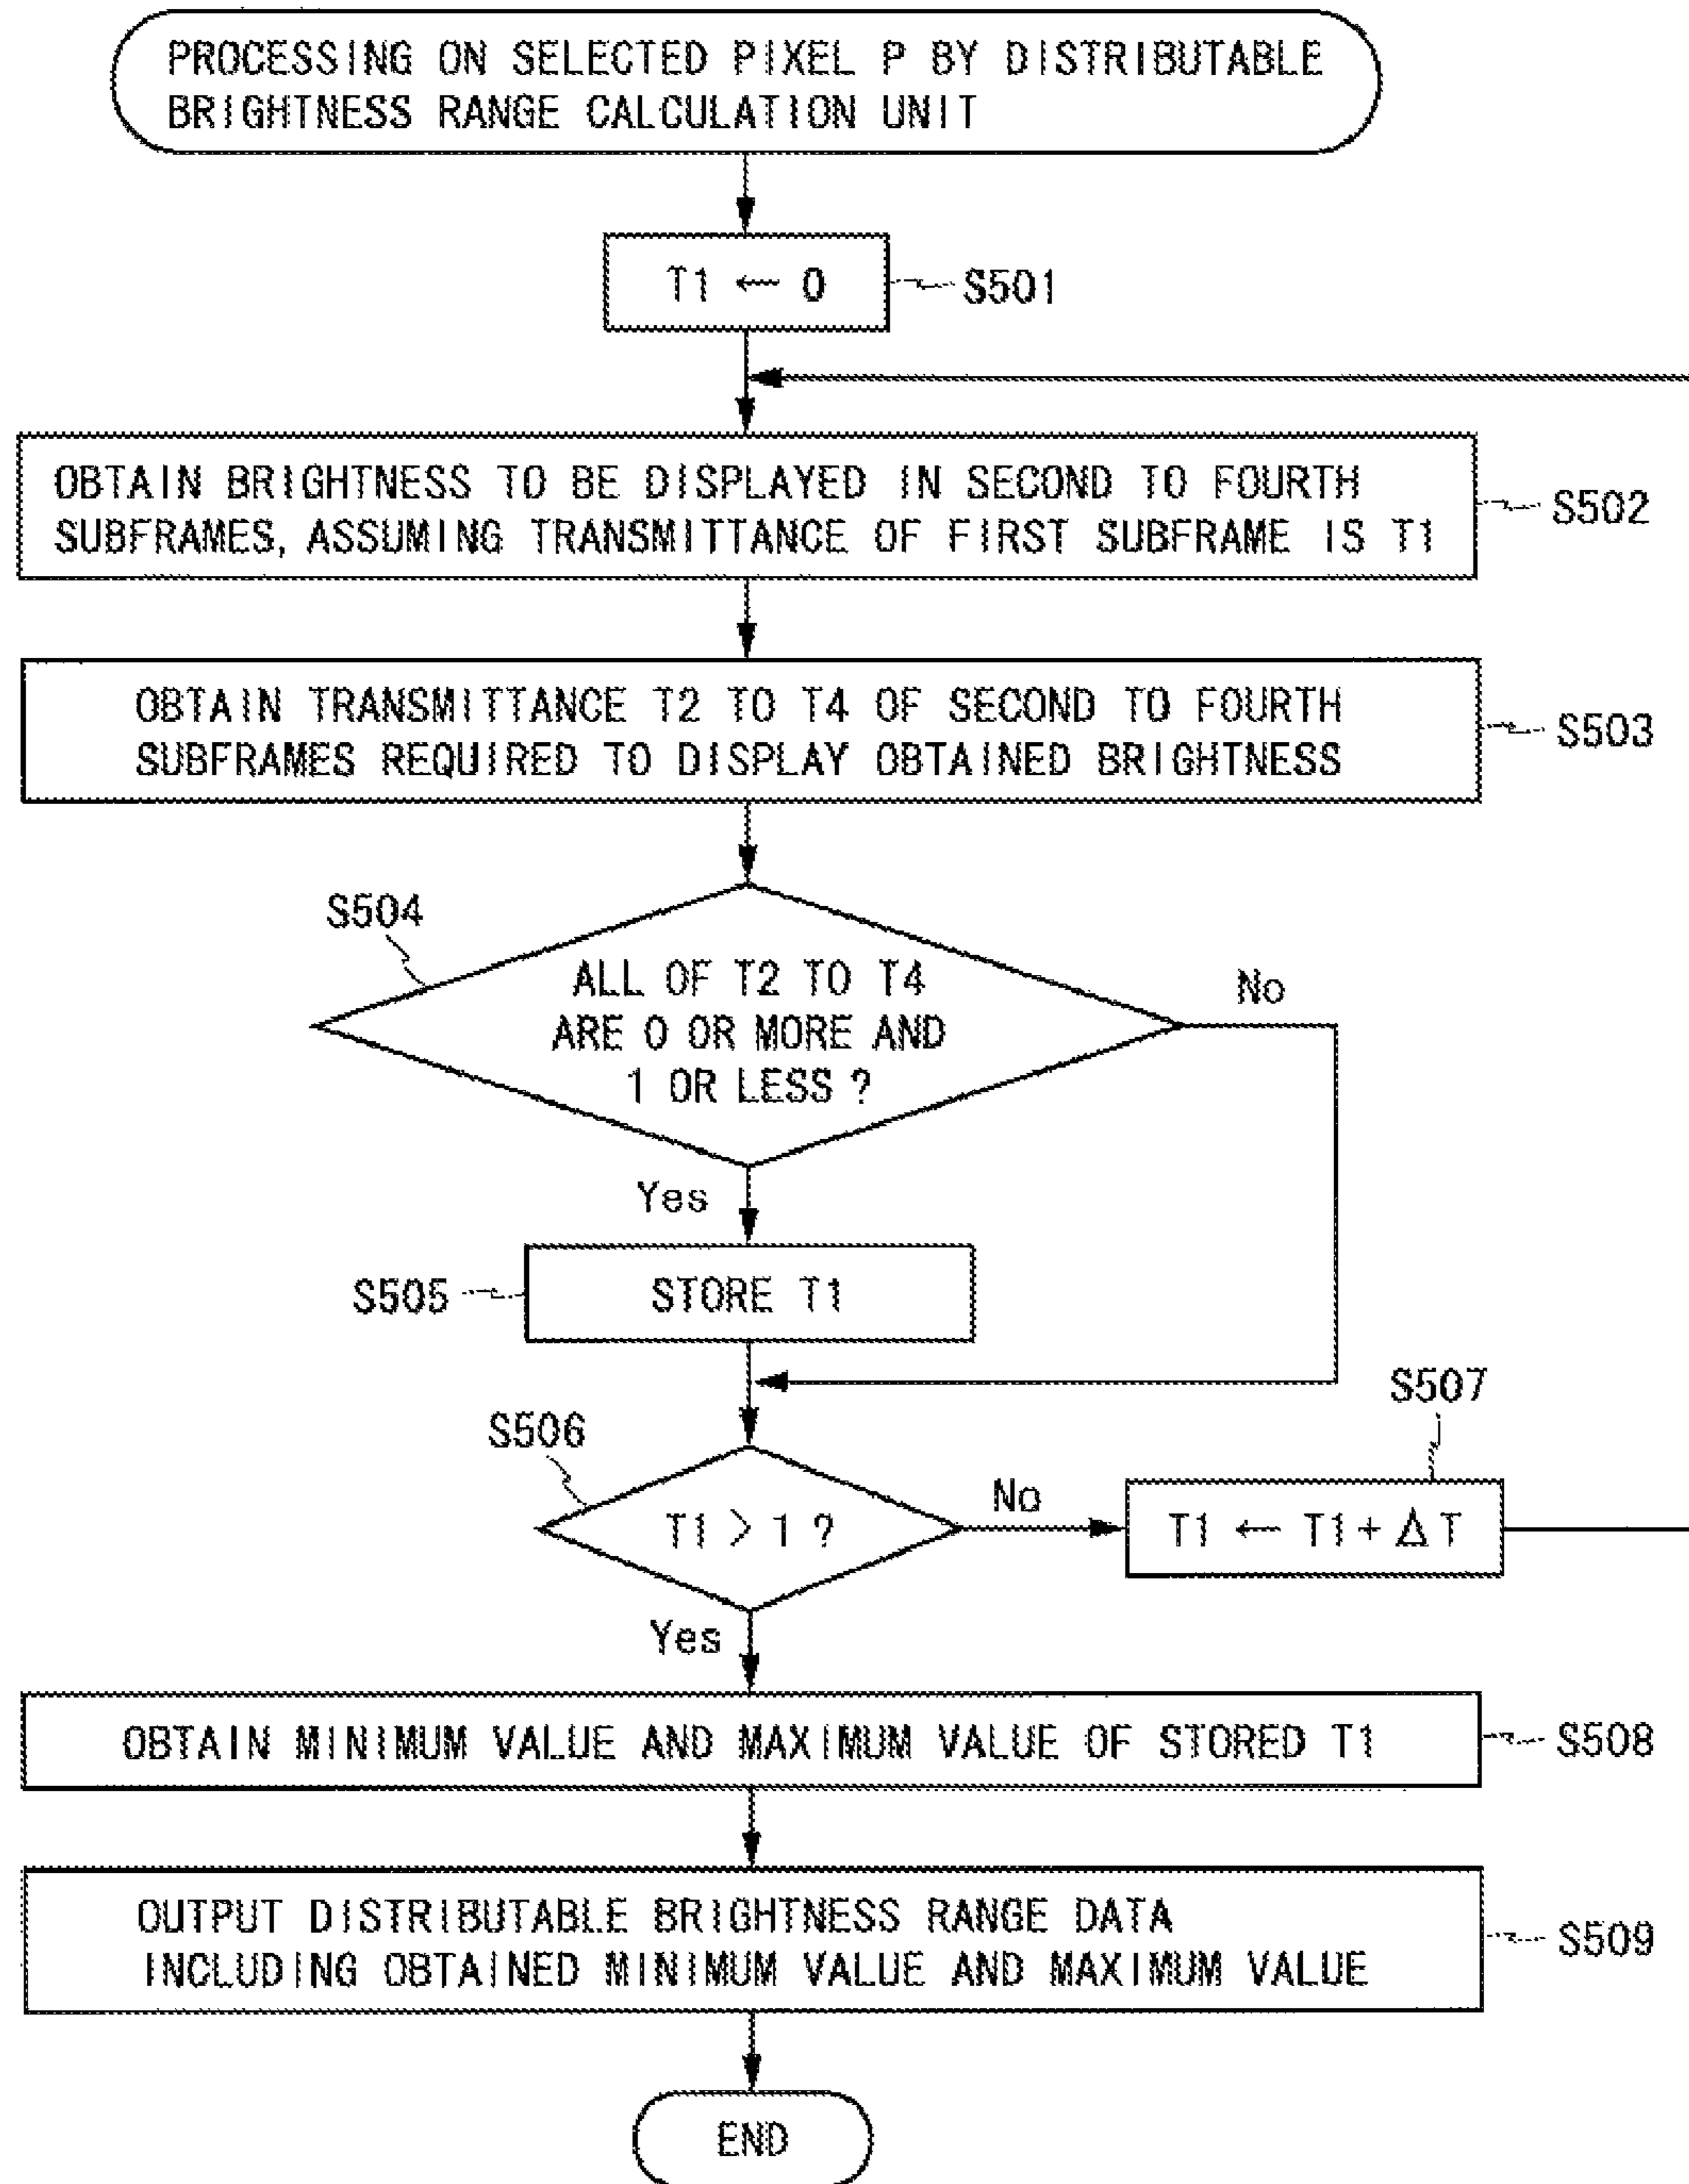 PROCESSING ON SELECTED PIXEL P BY DISTRIBUTABLE
BRIGHTNESS RANGE CALCULATION UNIT
T1 ← 0
S501
OBTAIN BRIGHTNESS TO BE DISPLAYED IN SECOND TO FOURTH
SUBFRAMES, ASSUMING TRANSMITTANCE OF FIRST SUBFRAME IS T1
S502
OBTAIN TRANSMITTANCE T2 TO T4 OF SECOND TO FOURTH
SUBFRAMES REQUIRED TO DISPLAY OBTAINED BRIGHTNESS
S503
S504
ALL OF T2 TO T4
ARE 0 OR MORE AND
1 OR LESS ?
No
Yes
S505
STORE T1
S506
T1 > 1 ?
No
S507
T1 ← T1 + ΔT
Yes
OBTAIN MINIMUM VALUE AND MAXIMUM VALUE OF STORED T1
S508
OUTPUT DISTRIBUTABLE BRIGHTNESS RANGE DATA
INCLUDING OBTAINED MINIMUM VALUE AND MAXIMUM VALUE
S509
END